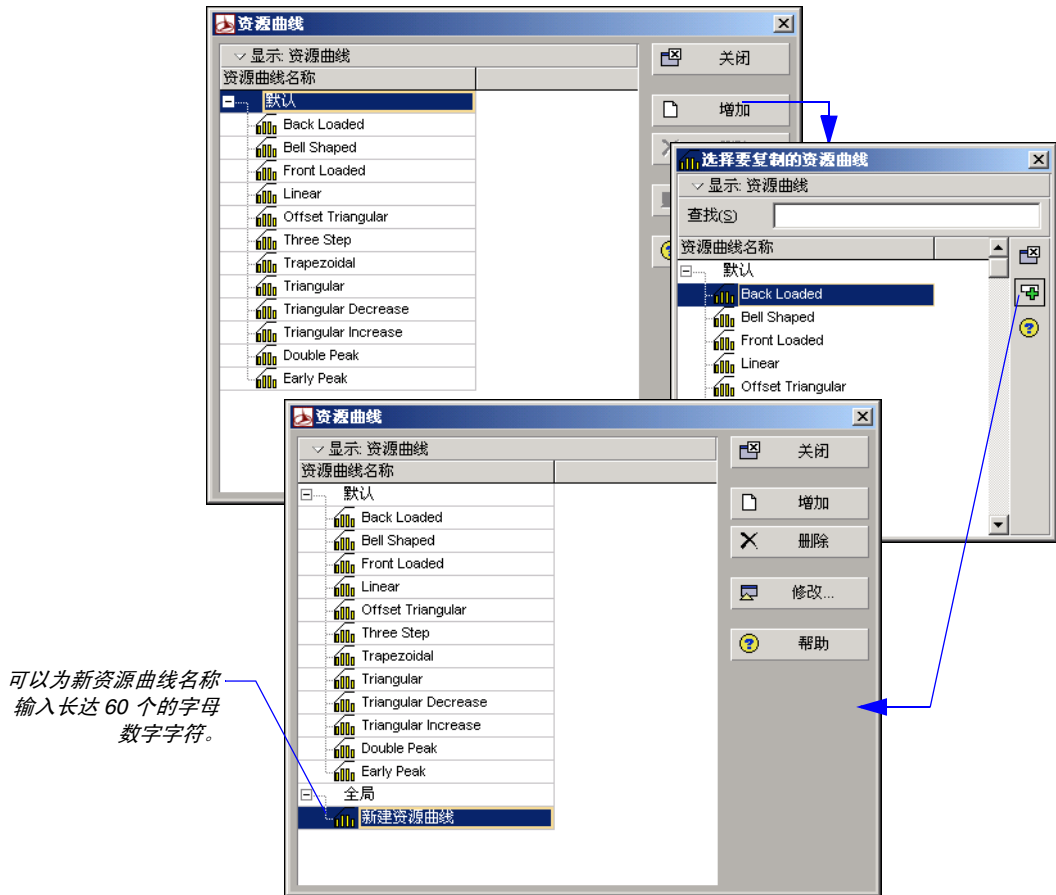 资源曲线
显示: 资源曲线
资源曲线名称
默认
Back Loaded
Bell Shaped
Front Loaded
Linear
Offset Triangular
Three Step
Trapezoidal
Triangular
Triangular Decrease
Triangular Increase
Double Peak
Early Peak
关闭
增加
选择要复制的资源曲线
显示: 资源曲线
查找(S)
资源曲线名称
默认
Back Loaded
Bell Shaped
Front Loaded
Linear
Offset Triangular
资源曲线
显示: 资源曲线
资源曲线名称
默认
Back Loaded
Bell Shaped
Front Loaded
Linear
Offset Triangular
Three Step
Trapezoidal
Triangular
Triangular Decrease
Triangular Increase
Double Peak
Early Peak
全局
新建资源曲线
关闭
增加
删除
修改...
帮助
可以为新资源曲线名称
输入长达 60 个的字母
数字字符。